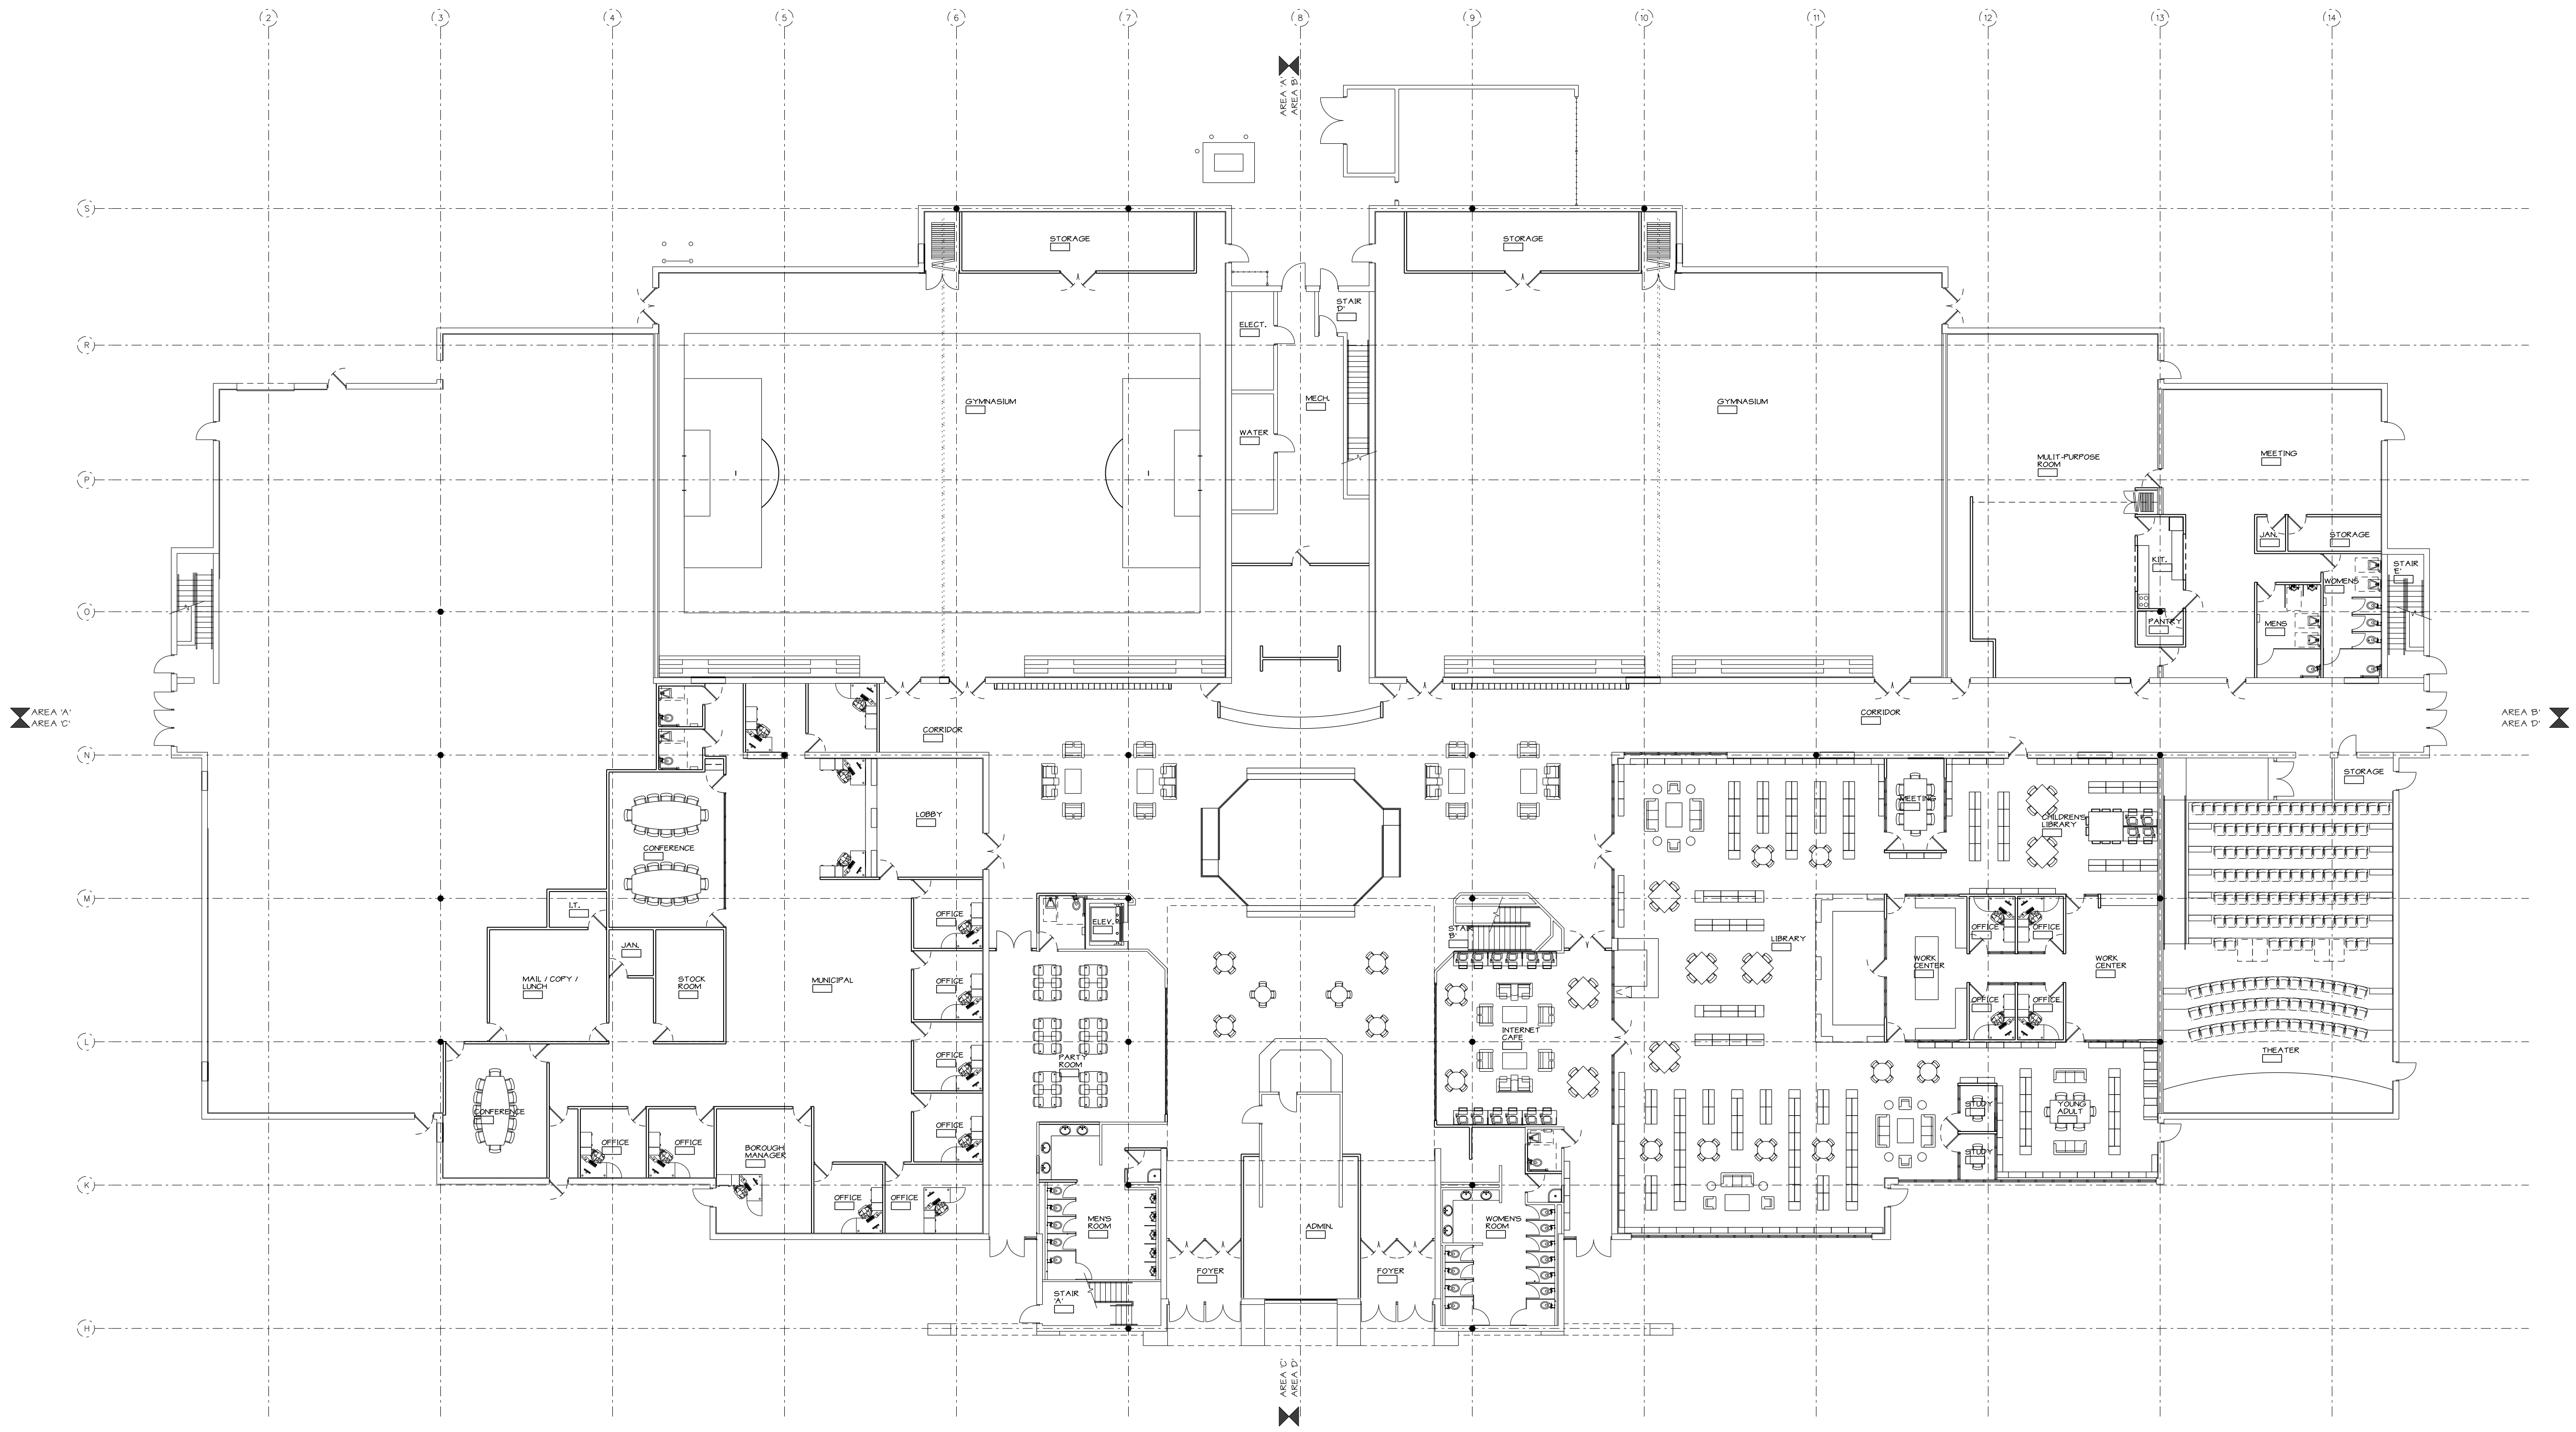 2 3 4 5 6 7 8 9 10 11 12 13 14
AREA 'A'
AREA 'B'
S
STORAGE
STORAGE
STAIR
'D'
ELECT.
R
GYMNASIUM
MECH.
GYMNASIUM
WATER
MULIT-PURPOSE
ROOM
MEETING
P
JAN.
STORAGE
KIT.
STAIR
'E'
WOMENS
O
PANTRY
MENS
AREA 'A'
AREA 'C'
CORRIDOR
CORRIDOR
AREA 'B'
AREA 'D'
N
STORAGE
LOBBY
MEETING
CHILDREN'S
LIBRARY
CONFERENCE
M
I.T.
OFFICE
ELEV.
STAIR
'B'
LIBRARY
OFFICE
OFFICE
JAN.
MAIL / COPY /
LUNCH
STOCK
ROOM
MUNICIPAL
OFFICE
WORK
CENTER
WORK
CENTER
OFFICE
OFFICE
L
INTERNET
CAFE
OFFICE
PARTY
ROOM
THEATER
CONFERENCE
STUDY
YOUNG
ADULT
OFFICE
OFFICE
OFFICE
BOROUGH
MANAGER
STUDY
K
OFFICE
OFFICE
MEN'S
ROOM
ADMIN.
WOMEN'S
ROOM
FOYER
FOYER
STAIR
'A'
H
AREA 'C'
AREA 'D'